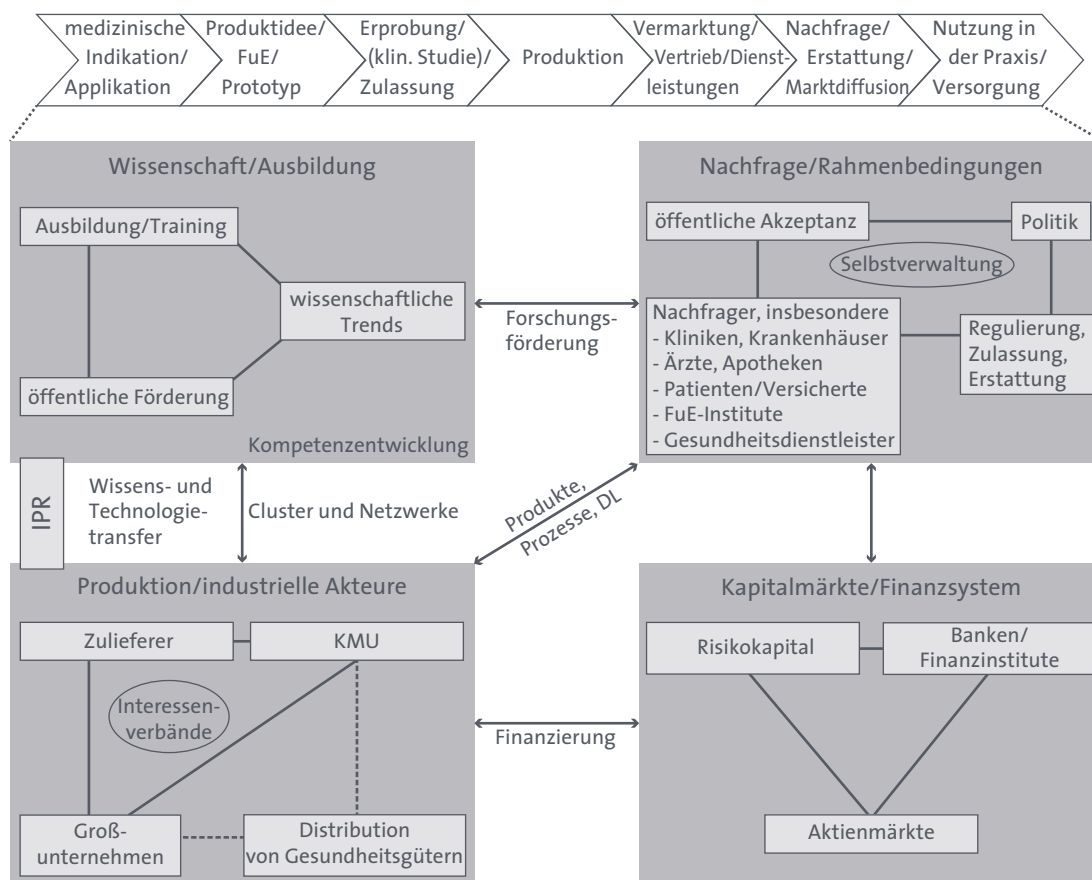 medizinische
Indikation/
Applikation
Produktidee/
FuE/
Prototyp
Erprobung/
(klin. Studie)/
Zulassung
Produktion
Vermarktung/
Vertrieb/Dienst-
leistungen
Nachfrage/
Erstattung/
Marktdiffusion
Nutzung in
der Praxis/
Versorgung
Wissenschaft/Ausbildung
Ausbildung/Training
wissenschaftliche
Trends
öffentliche Förderung
Kompetenzentwicklung
Forschungs-
förderung
Nachfrage/Rahmenbedingungen
öffentliche Akzeptanz
Politik
Selbstverwaltung
Nachfrager, insbesondere
- Kliniken, Krankenhäuser
- Ärzte, Apotheken
- Patienten/Versicherte
- FuE-Institute
- Gesundheitsdienstleister
Regulierung,
Zulassung,
Erstattung
IPR
Wissens- und
Technologie-
transfer
Cluster und Netzwerke
Produkte,
Prozesse, DL
Produktion/industrielle Akteure
Zulieferer
KMU
Interessen-
verbände
Groß-
unternehmen
Distribution
von Gesundheitsgütern
Finanzierung
Kapitalmärkte/Finanzsystem
Risikokapital
Banken/
Finanzinstitute
Aktienmärkte